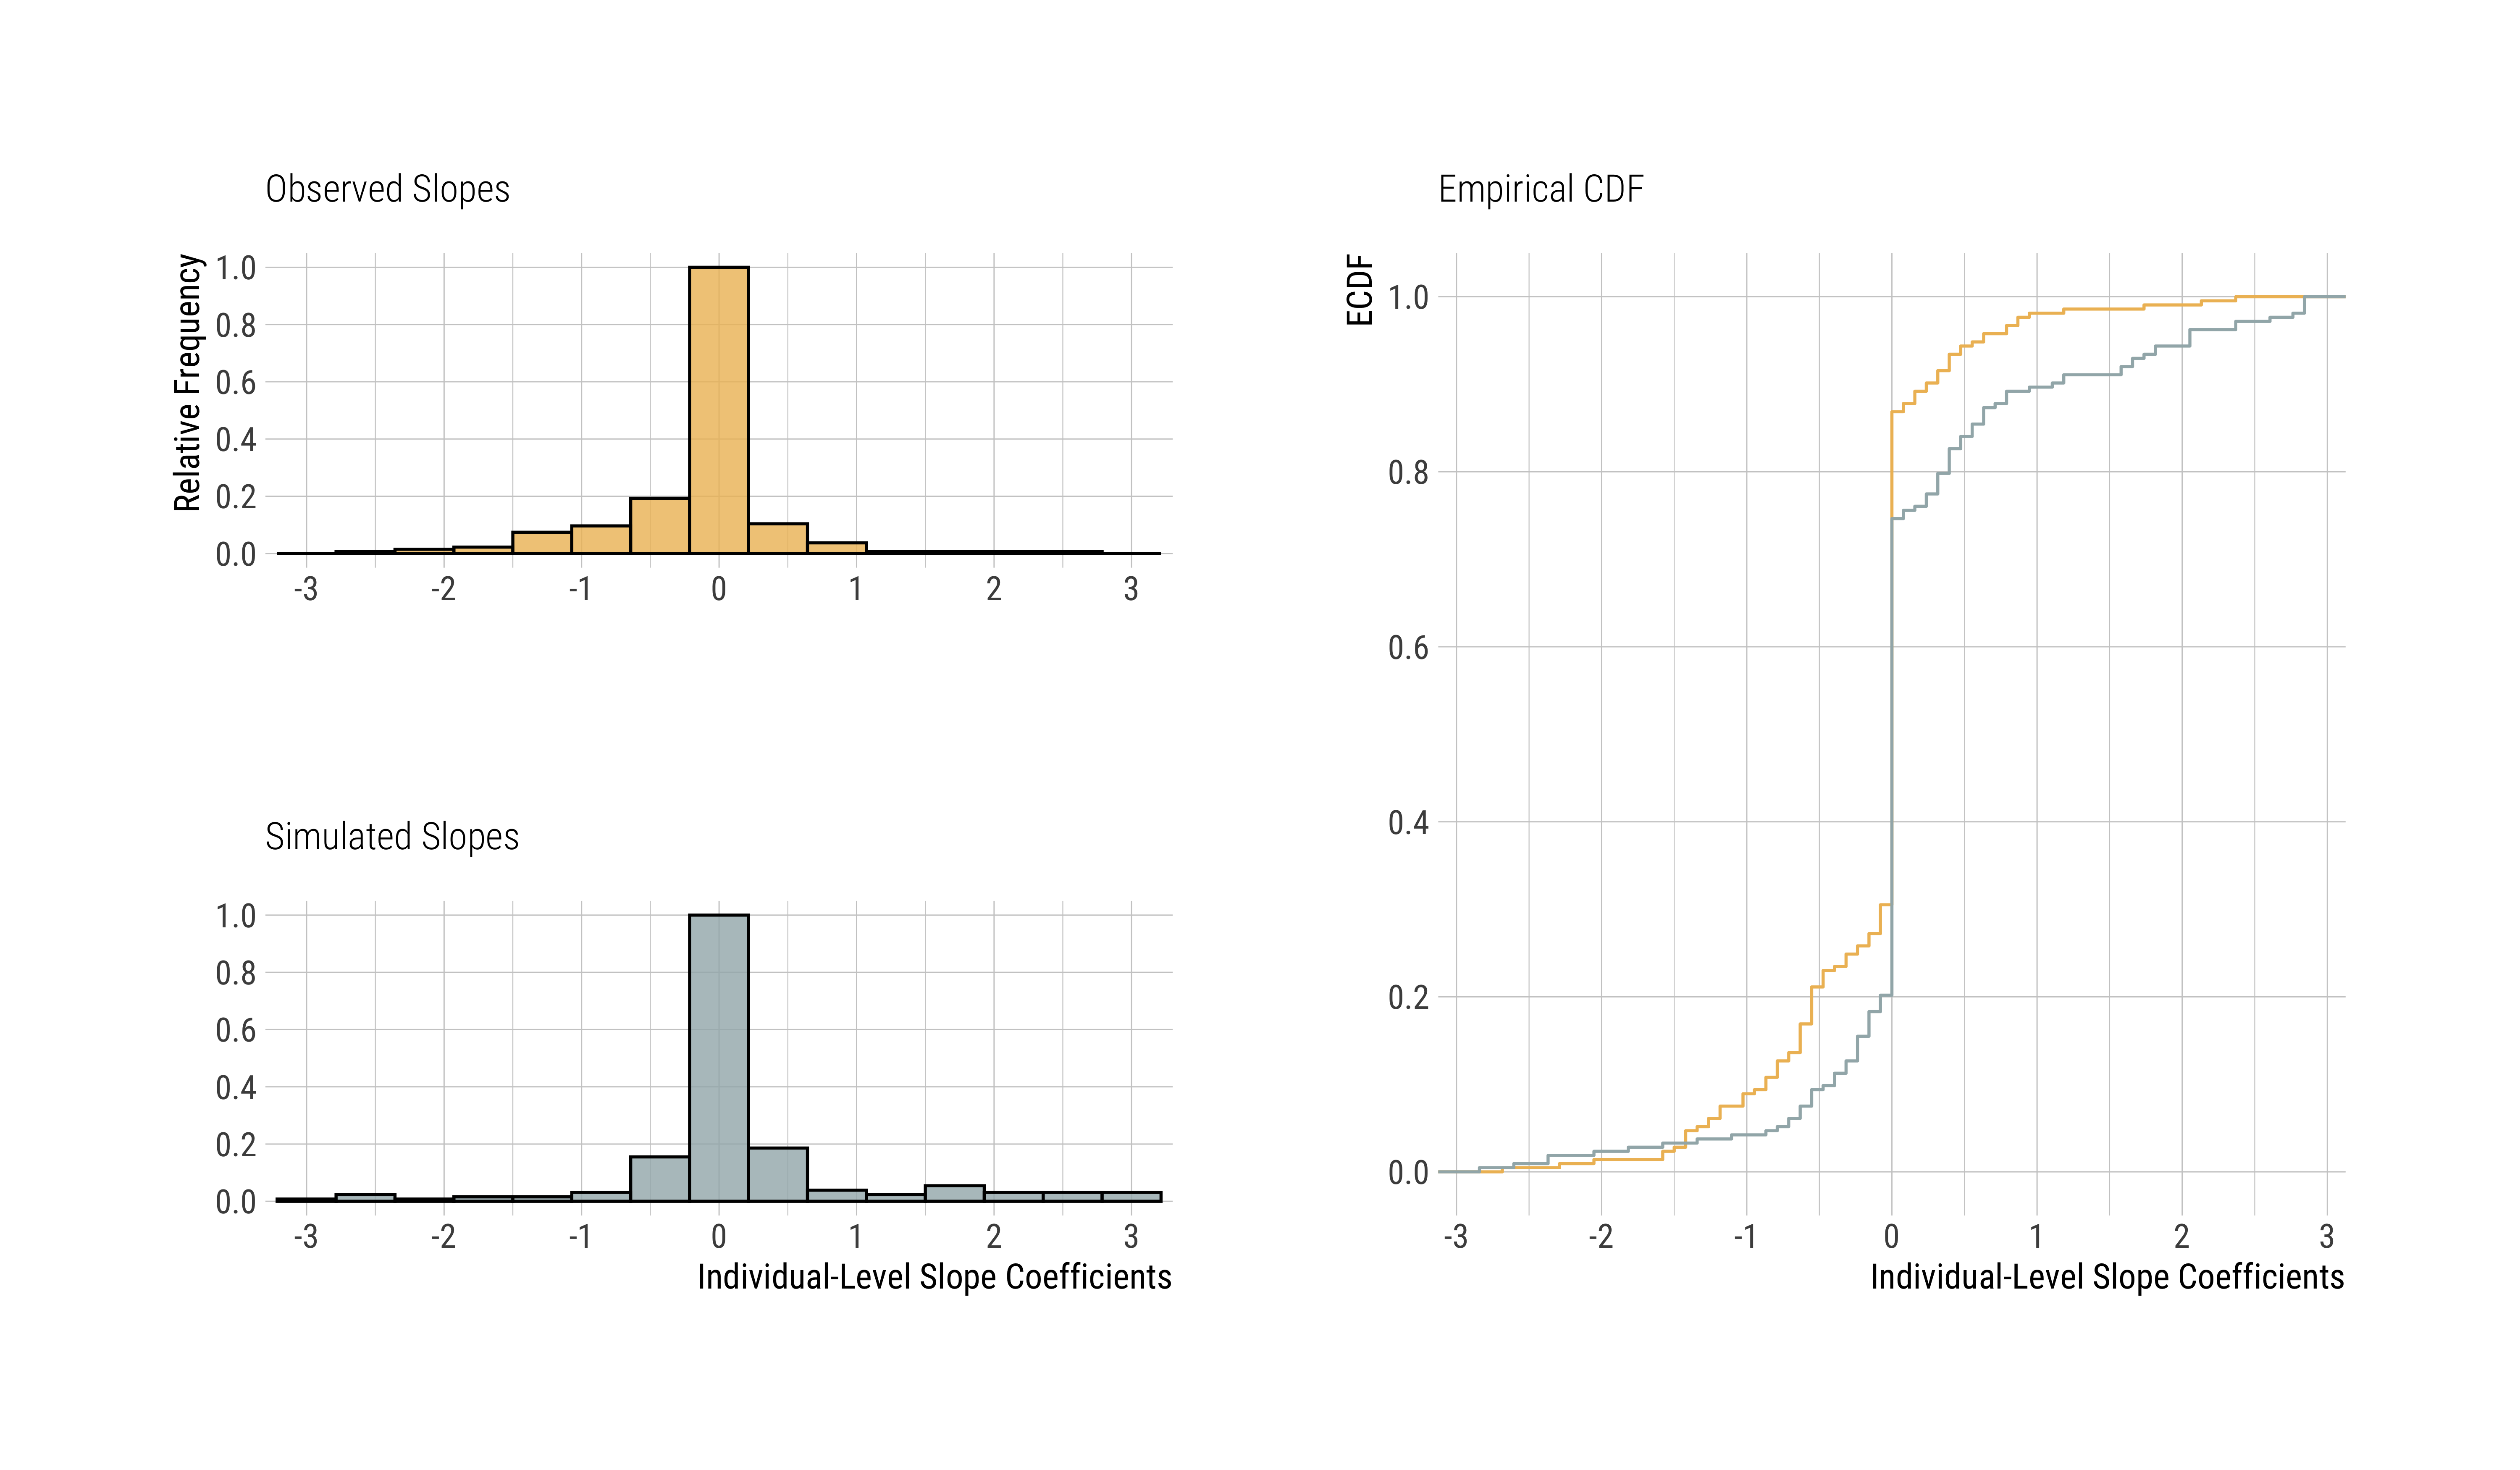 Observed Slopes
Relative Frequency
1.0
0.8
0.6
0.4
0.2
0.0
-3 -2 -1 0 1 2 3
Simulated Slopes
1.0
0.8
0.6
0.4
0.2
0.0
-3 -2 -1 0 1 2 3
Individual-Level Slope Coefficients
Empirical CDF
ECDF
1.0
0.8
0.6
0.4
0.2
0.0
-3 -2 -1 0 1 2 3
Individual-Level Slope Coefficients